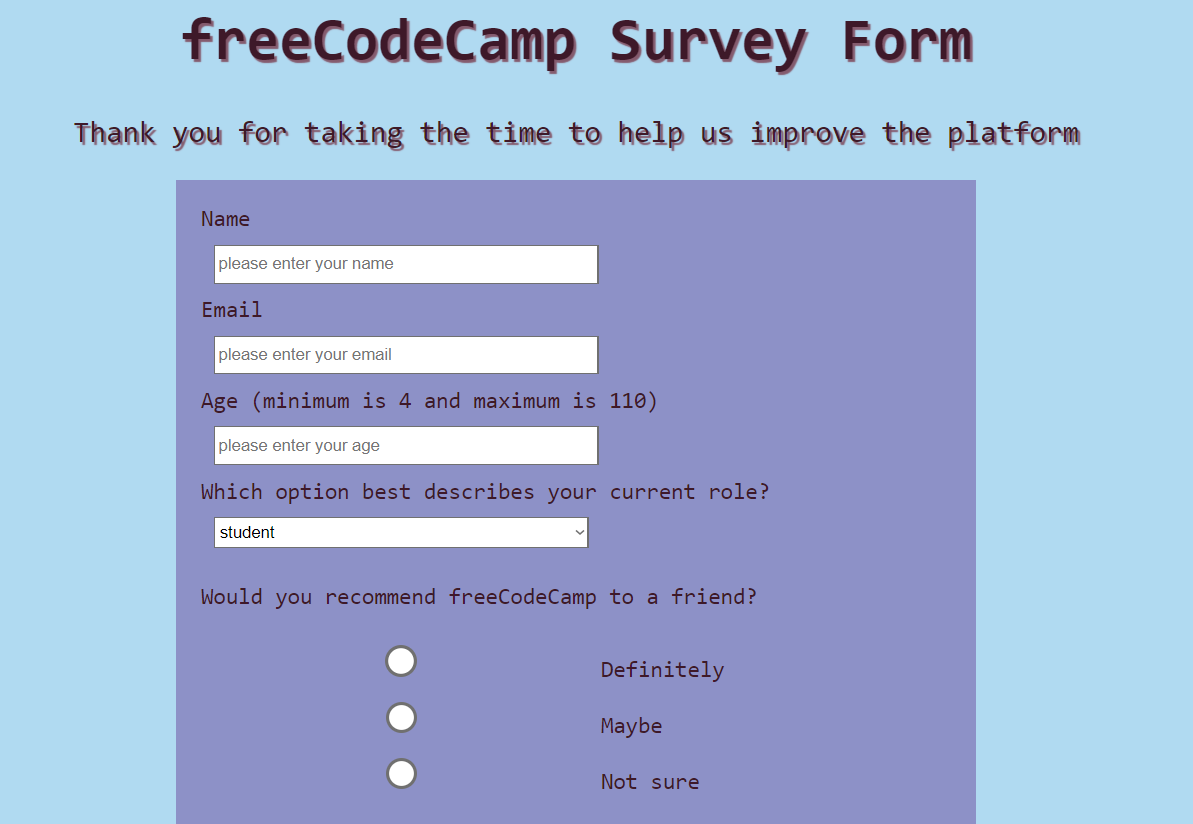 freeCodeCamp Survey Form
Thank you for taking the time to help us improve the platform
Name
please enter your name
Email
please enter your email
Age (minimum is 4 and maximum is 110)
please enter your age
Which option best describes your current role?
student
Would you recommend freeCodeCamp to a friend?
Definitely
Maybe
Not sure